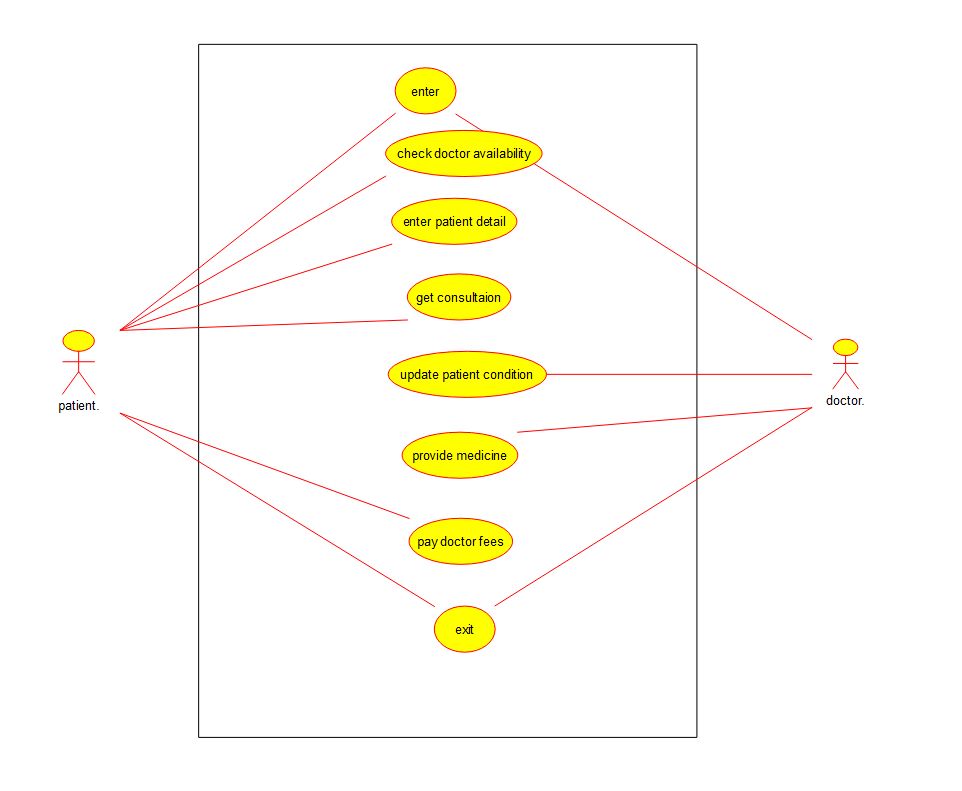 enter
check doctor availability
enter patient detail
get consultaion
update patient condition
patient.
doctor.
provide medicine
pay doctor fees
exit